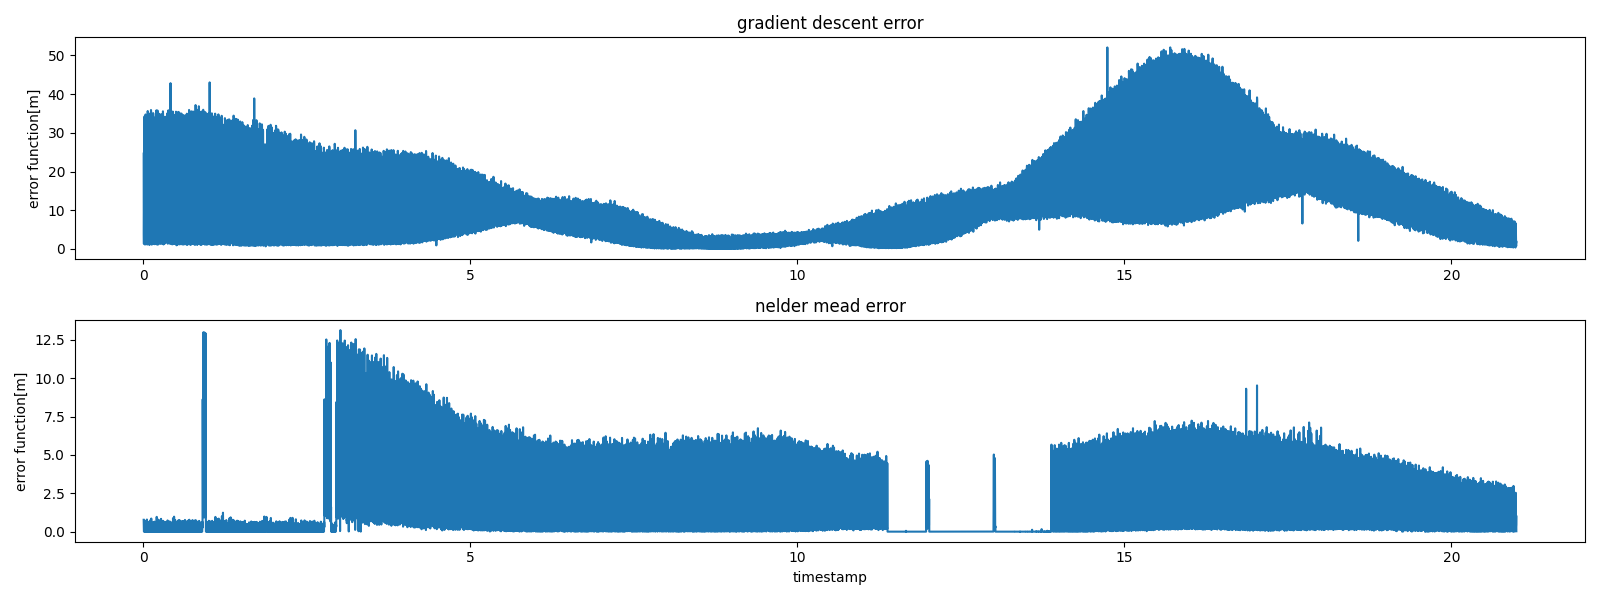 gradient descent error
error function[m]
50
40
30
20
10
0
0 5 10 15 20
nelder mead error
error function[m]
12.5
10.0
7.5
5.0
2.5
0.0
0 5 10 15 20
timestamp